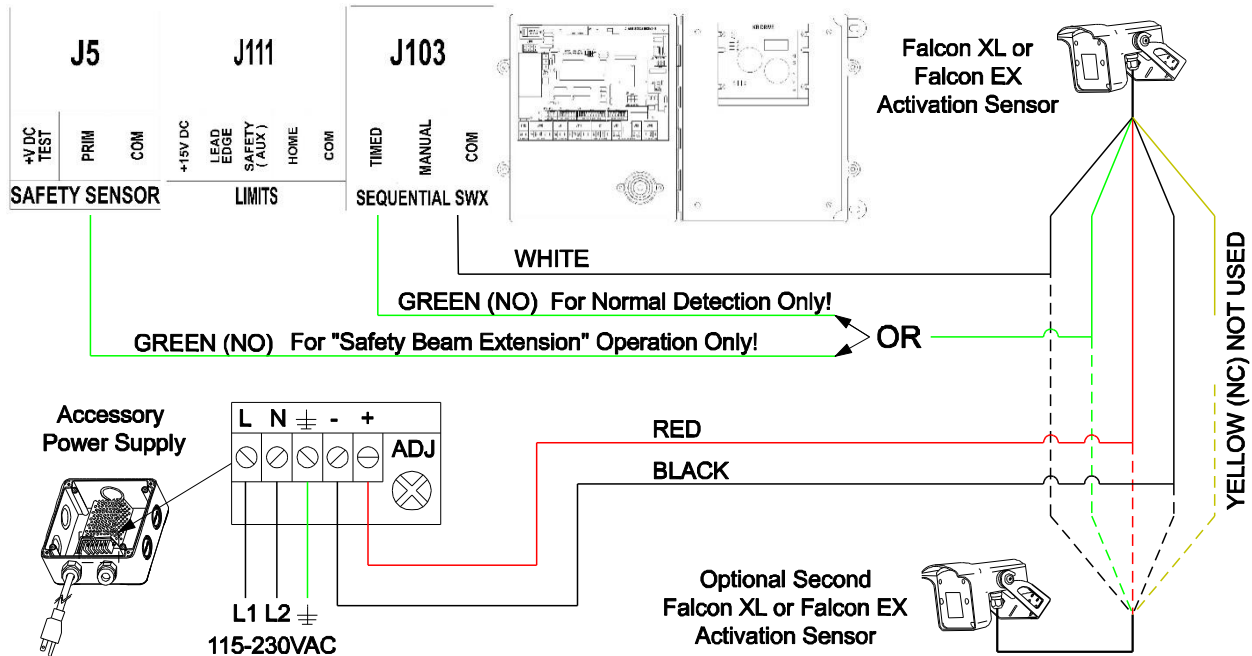 J5
J111
J103
+V DC
TEST
PRIM
COM
+15V DC
LEAD
EDGE
SAFETY
( AUX )
HOME
COM
TIMED
MANUAL
COM
SAFETY SENSOR
LIMITS
SEQUENTIAL SWX
Falcon XL or
Falcon EX
Activation Sensor
WHITE
GREEN (NO) For Normal Detection Only!
GREEN (NO) For "Safety Beam Extension" Operation Only!
OR
YELLOW (NC) NOT USED
Accessory
Power Supply
L N - +
ADJ
RED
BLACK
L1 L2
115-230VAC
Optional Second
Falcon XL or Falcon EX
Activation Sensor